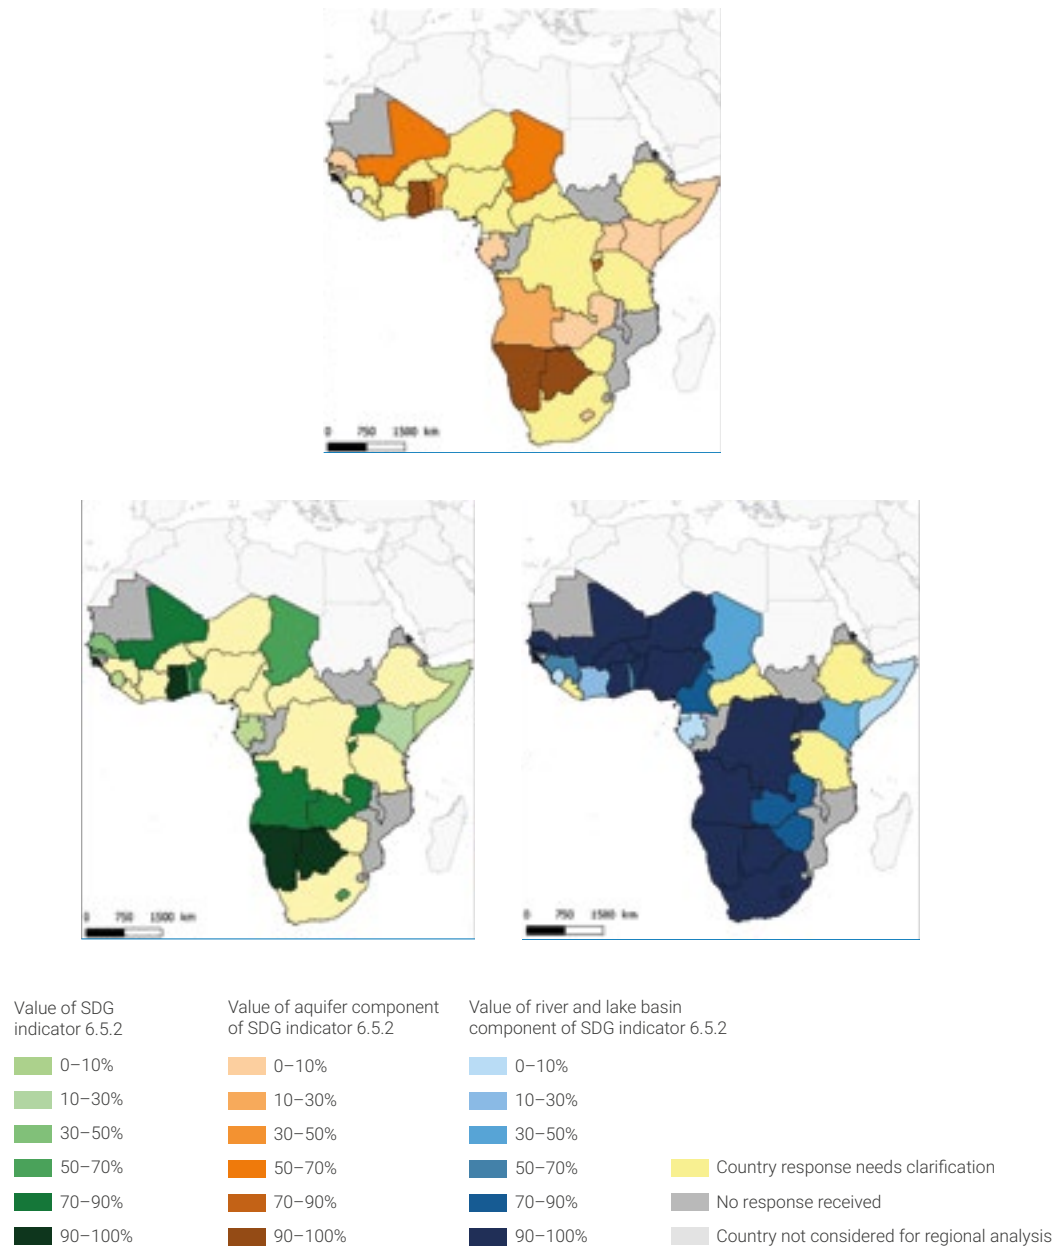 0 750 1500 km
0 750 1500 km
0 750 1500 km
Value of SDG
indicator 6.5.2
0–10%
10–30%
30–50%
50–70%
70–90%
90–100%
Value of aquifer component
of SDG indicator 6.5.2
0–10%
10–30%
30–50%
50–70%
70–90%
90–100%
Value of river and lake basin
component of SDG indicator 6.5.2
0–10%
10–30%
30–50%
50–70%
70–90%
90–100%
Country response needs clarification
No response received
Country not considered for regional analysis